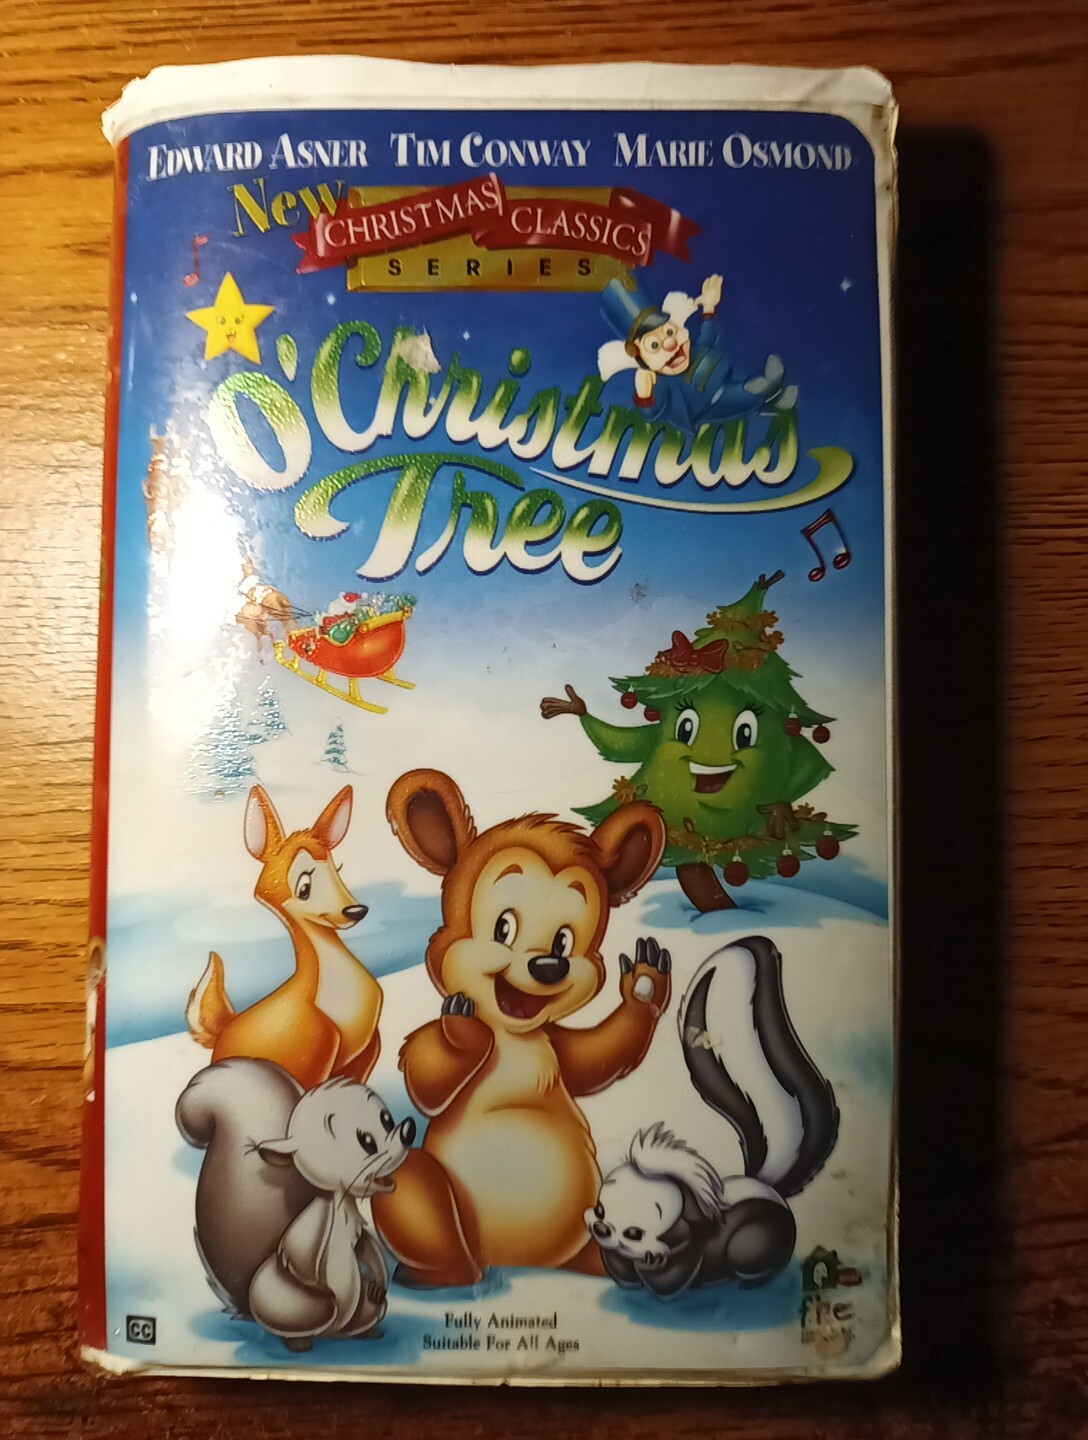 EDWARD ASNER TIM CONWAY MARIE OSMOND
New
CHRISTMAS CLASSICS
SERIES
O' Christmas
Tree
Fully Animated
Suitable For All Ages
CC
fhe